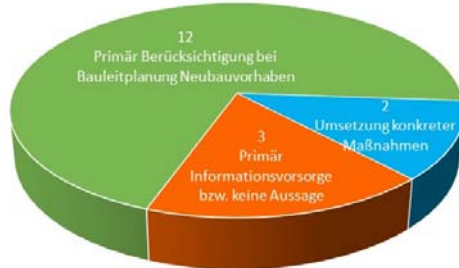 12
Primär Berücksichtigung bei
Bauleitplanung Neubauvorhaben
2
Umsetzung konkreter
Maßnahmen
3
Primär
Informationsvorsorge
bzw. keine Aussage